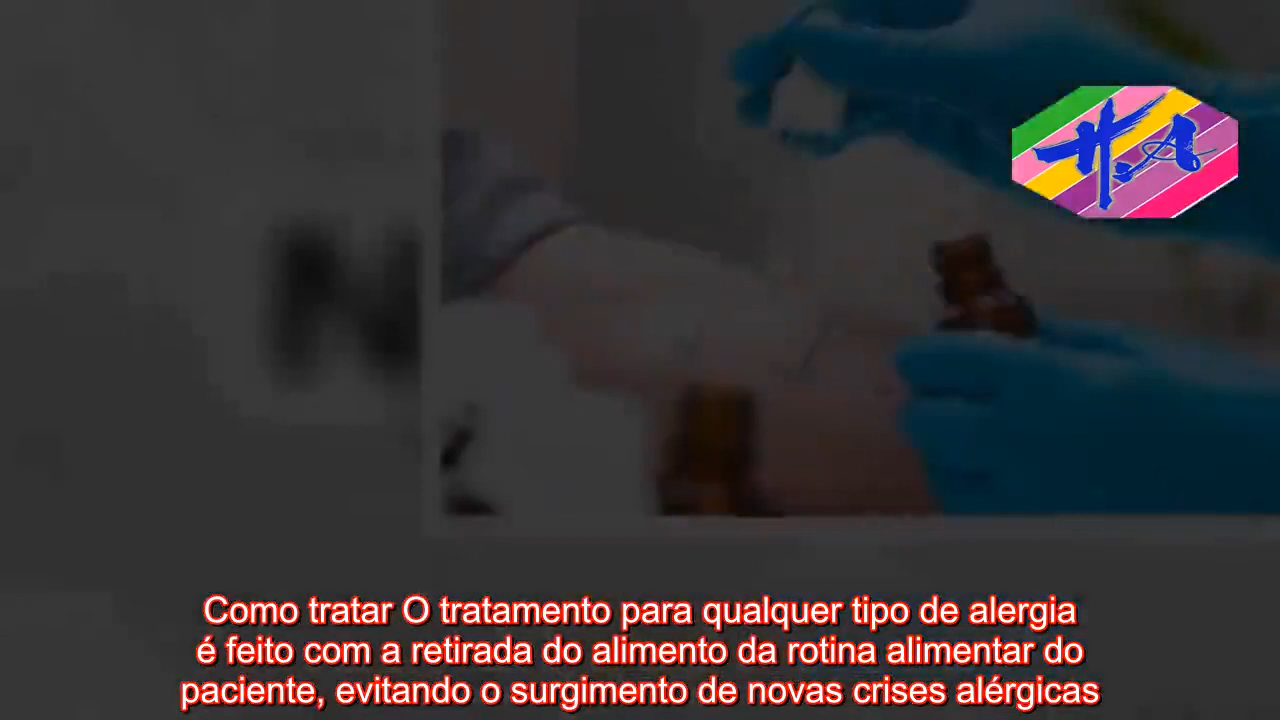 H.A
Como tratar O tratamento para qualquer tipo de alergia
é feito com a retirada do alimento da rotina alimentar do
paciente, evitando o surgimento de novas crises alérgicas